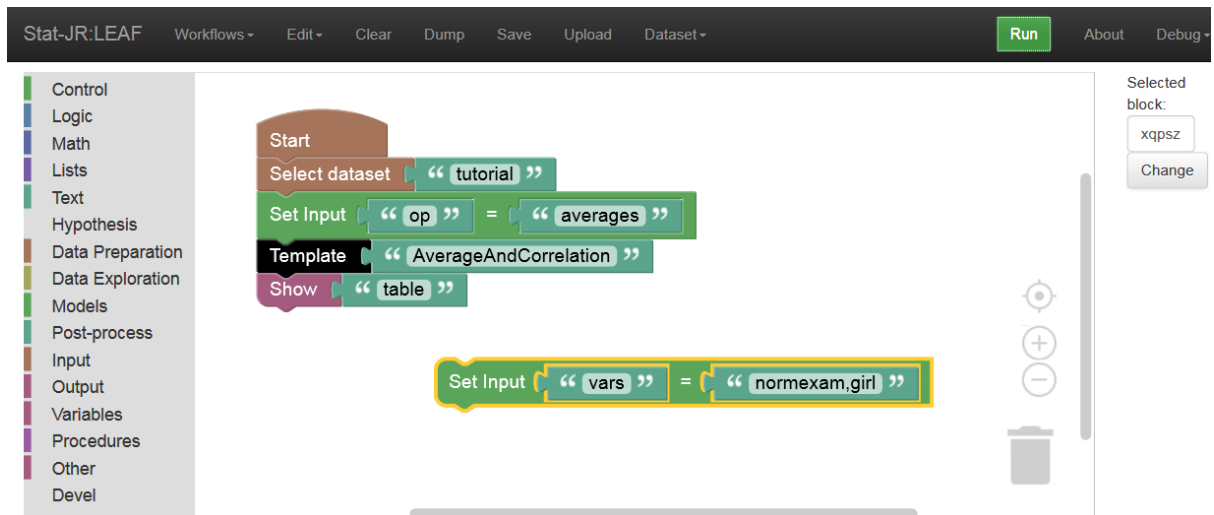 Stat-JR:LEAF Workflows Edit Clear Dump Save Upload Dataset Run About Debug
Control
Logic
Math
Lists
Text
Hypothesis
Data Preparation
Data Exploration
Models
Post-process
Input
Output
Variables
Procedures
Other
Devel
Start
Select dataset “ tutorial ”
Set Input “ op ” = “ averages ”
Template “ AverageAndCorrelation ”
Show “ table ”
Set Input “ vars ” = “ normexam,girl ”
Selected
block:
xqpsz
Change